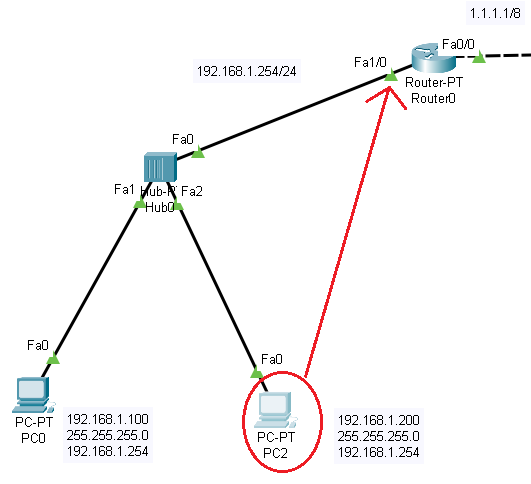 1.1.1.1/8
Fa0/0
Fa1/0
Router-PT
Router0
192.168.1.254/24
Fa0
Hub-P
Hub0
Fa1
Fa2
Fa0
PC-PT
PC0
192.168.1.100
255.255.255.0
192.168.1.254
Fa0
PC-PT
PC2
192.168.1.200
255.255.255.0
192.168.1.254